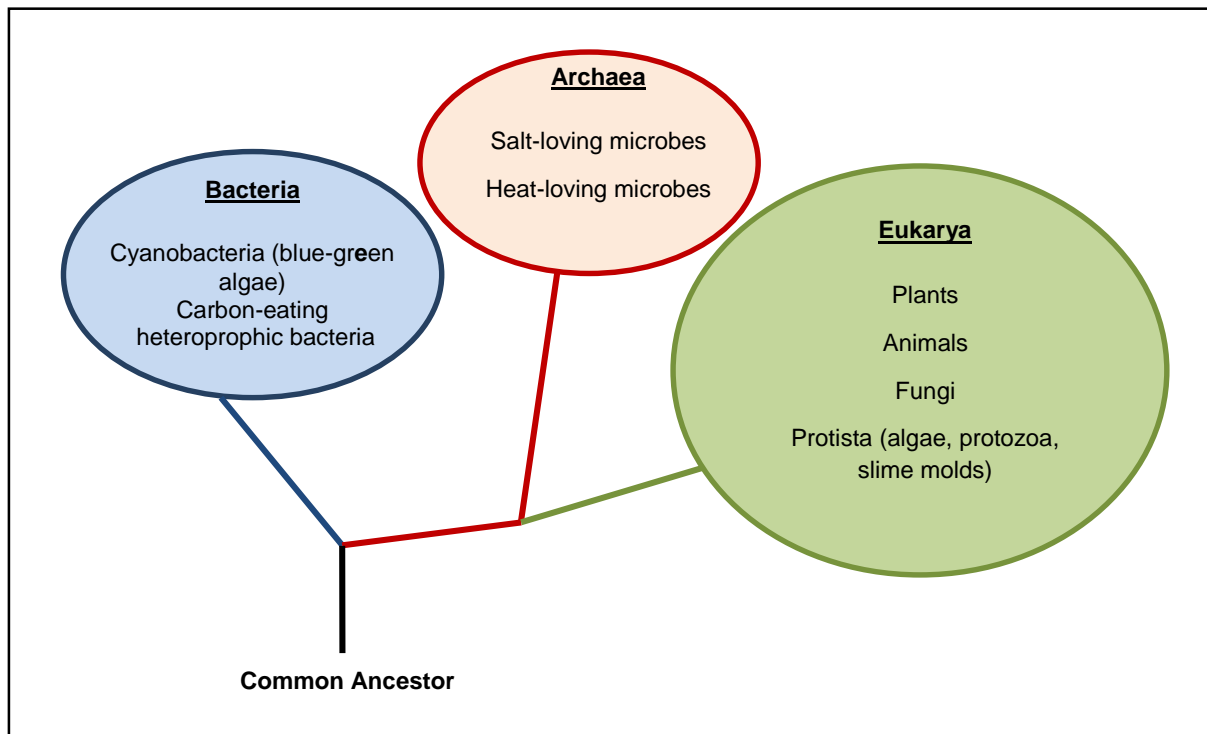 Archaea
Salt-loving microbes
Heat-loving microbes
Bacteria
Cyanobacteria (blue-green
algae)
Carbon-eating
heteroprophic bacteria
Eukarya
Plants
Animals
Fungi
Protista (algae, protozoa,
slime molds)
Common Ancestor